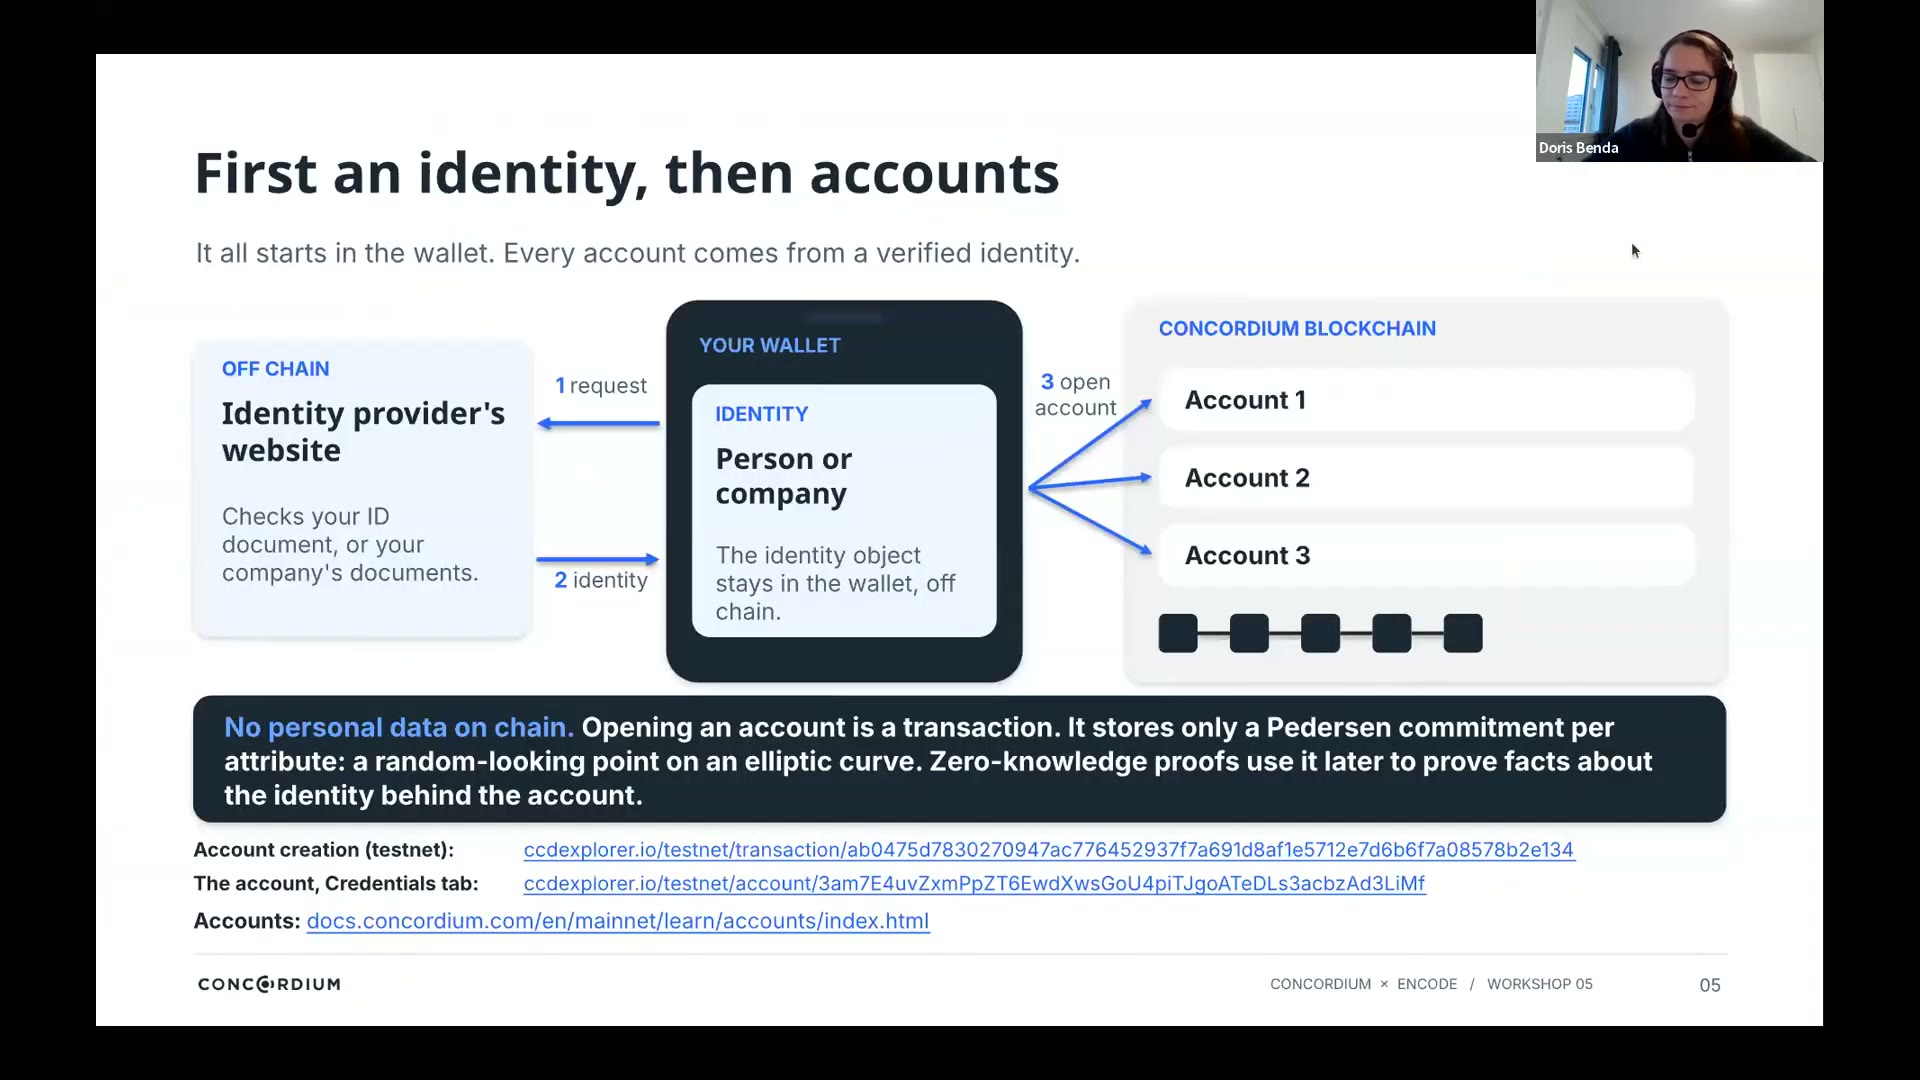 Doris Benda
First an identity, then accounts
It all starts in the wallet. Every account comes from a verified identity.
OFF CHAIN
Identity provider's
website
Checks your ID
document, or your
company's documents.
1 request
2 identity
YOUR WALLET
IDENTITY
Person or
company
The identity object
stays in the wallet, off
chain.
3 open
account
CONCORDIUM BLOCKCHAIN
Account 1
Account 2
Account 3
No personal data on chain. Opening an account is a transaction. It stores only a Pedersen commitment per
attribute: a random-looking point on an elliptic curve. Zero-knowledge proofs use it later to prove facts about
the identity behind the account.
Account creation (testnet): ccdexplorer.io/testnet/transaction/ab0475d7830270947ac776452937f7a691d8af1e5712e7d6b6f7a08578b2e134
The account, Credentials tab: ccdexplorer.io/testnet/account/3am7E4uvZxmPpZT6EwdXwsGoU4piTJgoATeDLs3acbzAd3LiMf
Accounts: docs.concordium.com/en/mainnet/learn/accounts/index.html
CONCORDIUM
CONCORDIUM × ENCODE / WORKSHOP 05
05